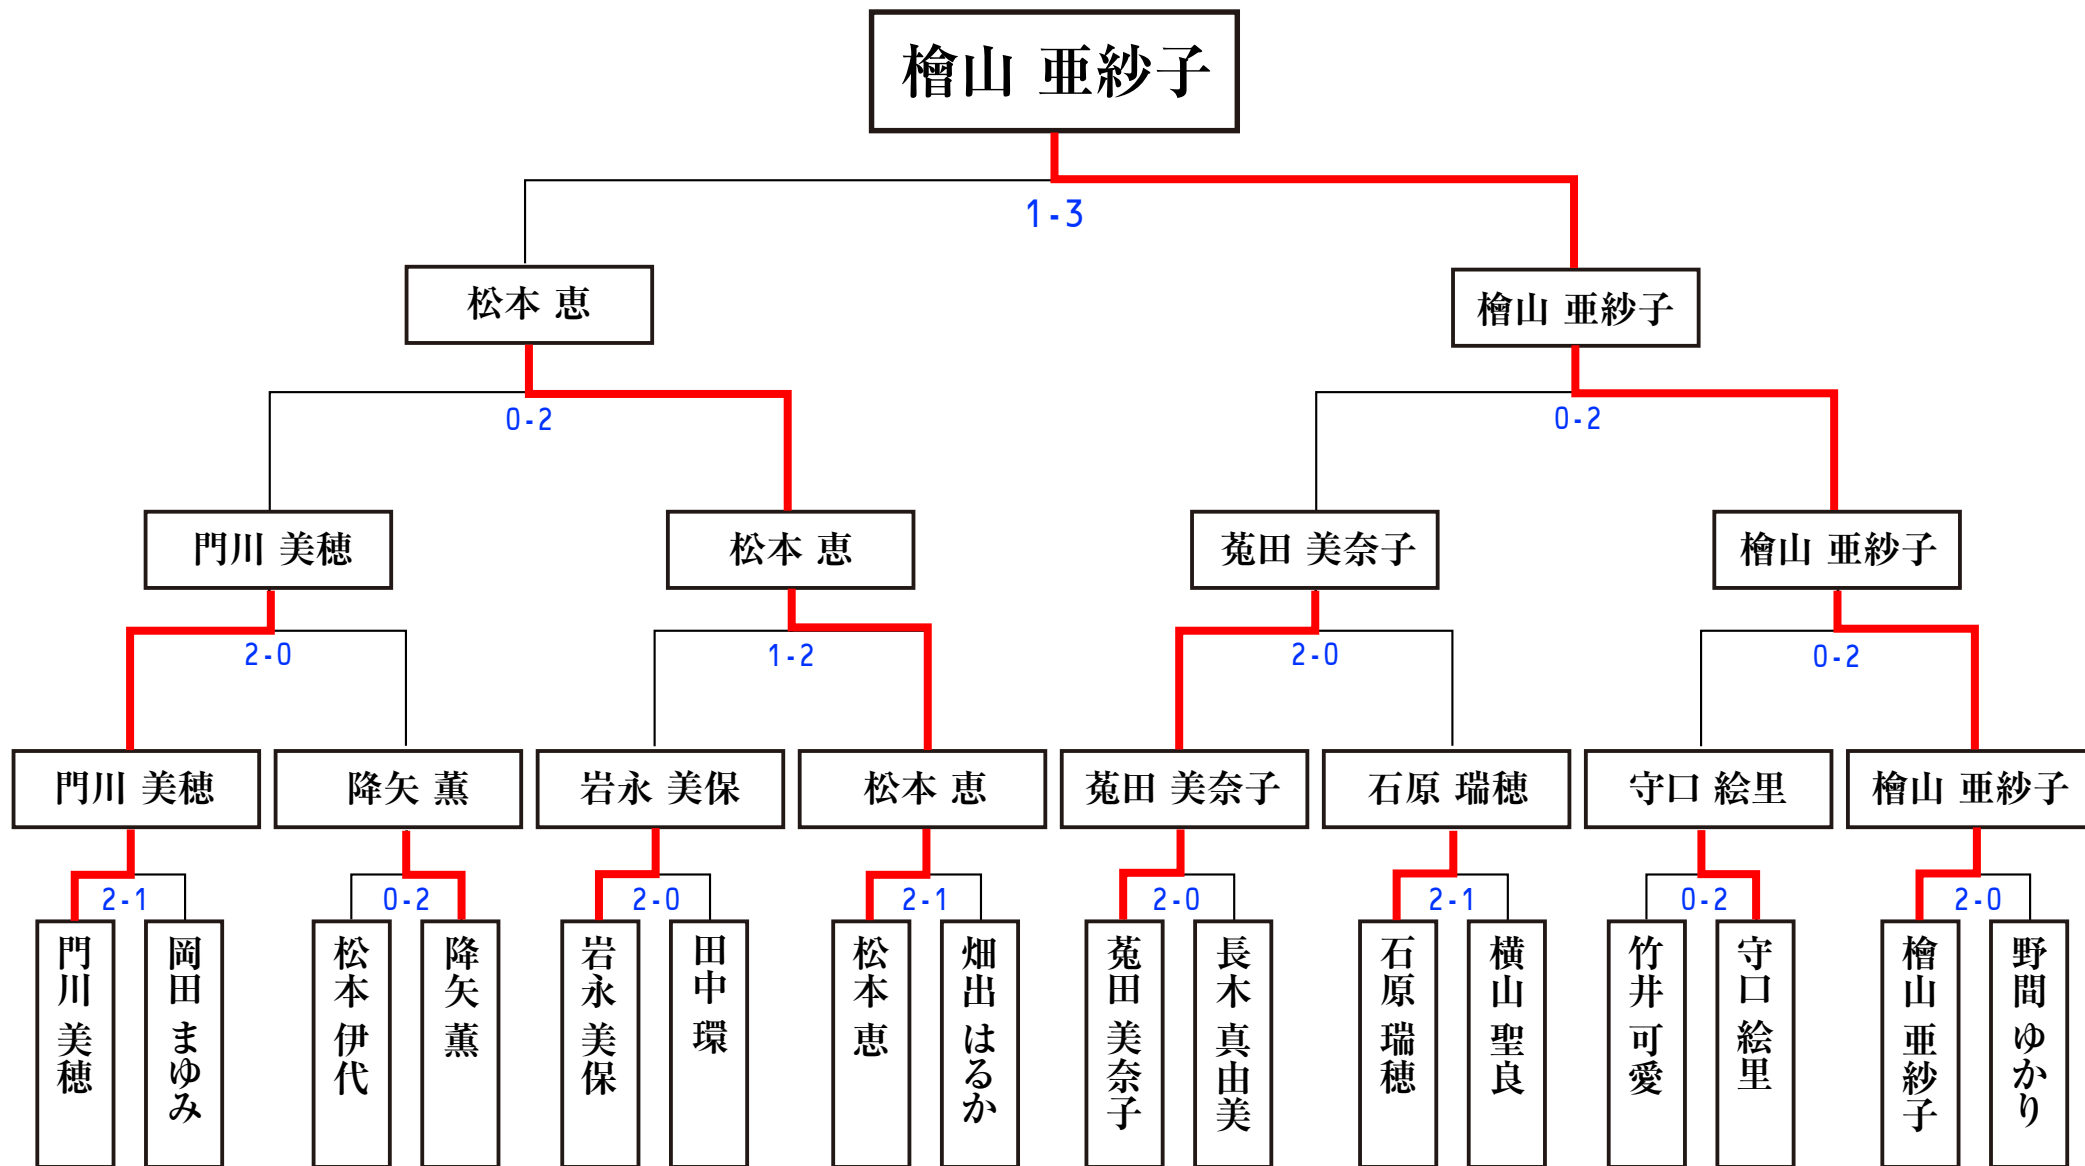 檜山 亜紗子
1-3
松本 恵
檜山 亜紗子
0-2
0-2
門川 美穂
松本 恵
菟田 美奈子
檜山 亜紗子
2-0
1-2
2-0
0-2
門川 美穂
降矢 薫
岩永 美保
松本 恵
菟田 美奈子
石原 瑞穂
守口 絵里
檜山 亜紗子
2-1
0-2
2-0
2-1
2-0
2-1
0-2
2-0
門川 美穂
岡田 まゆみ
松本 伊代
降矢 薫
岩永 美保
田中 環
松本 恵
畑出 はるか
菟田 美奈子
長木 真由美
石原 瑞穂
横山 聖良
竹井 可愛
守口 絵里
檜山 亜紗子
野間 ゆかり